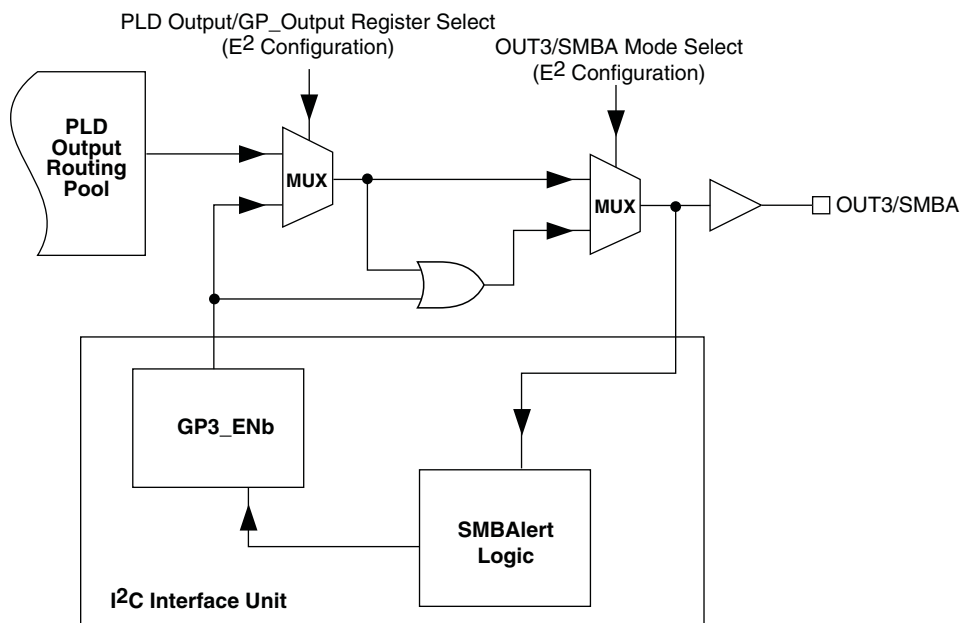 PLD Output/GP_Output Register Select
(E2 Configuration)
OUT3/SMBA Mode Select
(E2 Configuration)
PLD
Output
Routing
Pool
MUX
MUX
OUT3/SMBA
GP3_ENb
SMBAlert
Logic
I2C Interface Unit